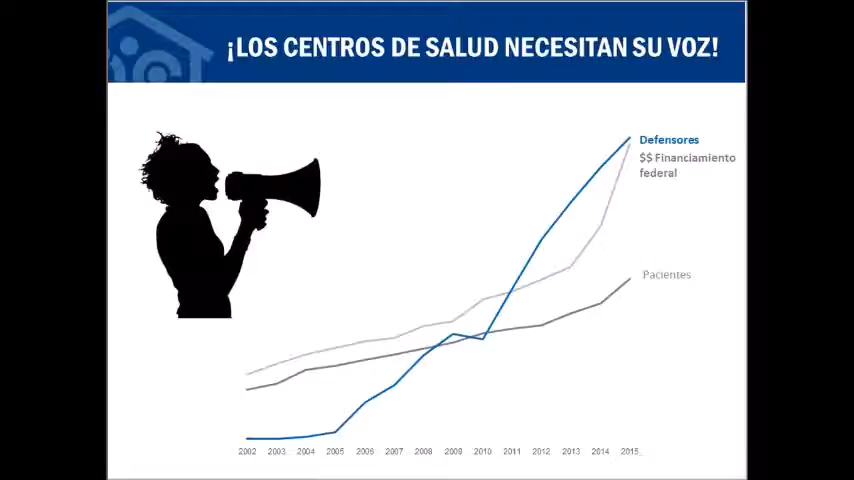 ¡LOS CENTROS DE SALUD NECESITAN SU VOZ!
Defensores
$$ Financiamiento
federal
Pacientes
2002 2003 2004 2005 2006 2007 2008 2009 2010 2011 2012 2013 2014 2015